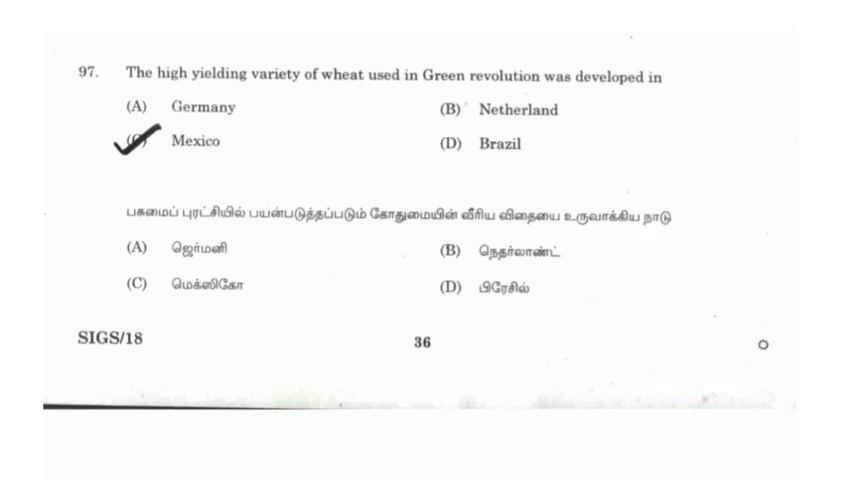 97. The high yielding variety of wheat used in Green revolution was developed in
(A) Germany (B) Netherland
(C) Mexico (D) Brazil
பசுமைப் புரட்சியில் பயன்படுத்தப்படும் கோதுமையின் வீரிய விதையை உருவாக்கிய நாடு
(A) ஜெர்மனி (B) நெதர்லாண்ட்
(C) மெக்ஸிகோ (D) பிரேசில்
SIGS/18 36